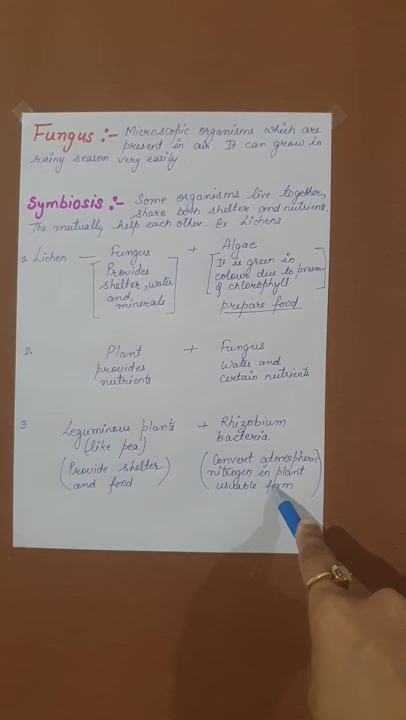 Fungus :- Microscopic organisms which are
present in air It can grow in
rainy season very easily.
Symbiosis :- Some organisms live together,
share both shelter and nutrients.
The mutually help each other. Ex Lichens
1. Lichen — Fungus + Algae
[Provides shelter, water and minerals] [It is green in colour due to presence of chlorophyll]
prepare food
2. Plant + Fungus
provides water and
nutrients certain nutrients
3 Leguminous plants + Rhizobium
(like pea) bacteria
(Provide shelter (Convert atmospheric
and food) nitrogen in plant
usuable form)